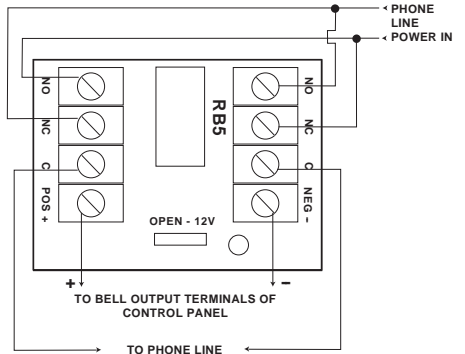 PHONE
LINE
POWER IN
NO
NC
C
POS +
RB5
NO
NC
C
NEG -
OPEN - 12V
+
-
TO BELL OUTPUT TERMINALS OF
CONTROL PANEL
TO PHONE LINE